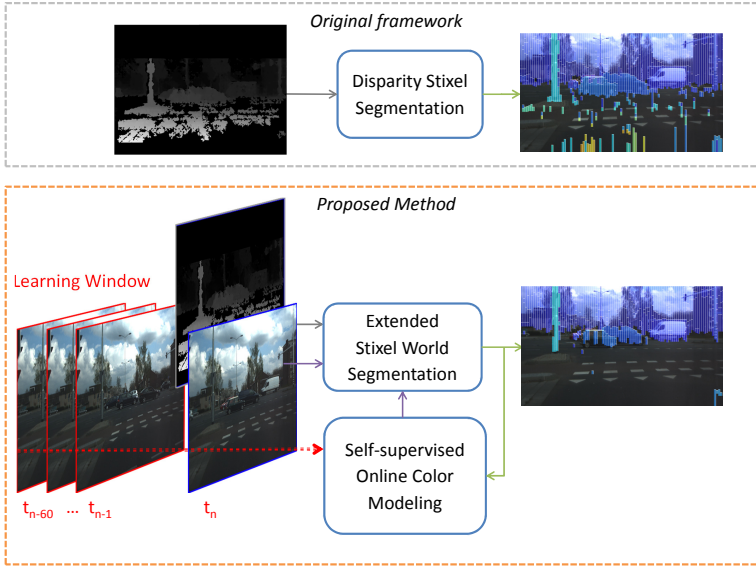 Original framework
Disparity Stixel
Segmentation
Proposed Method
Learning Window
Extended
Stixel World
Segmentation
Self-supervised
Online Color
Modeling
tn-60 ... tn-1
tn